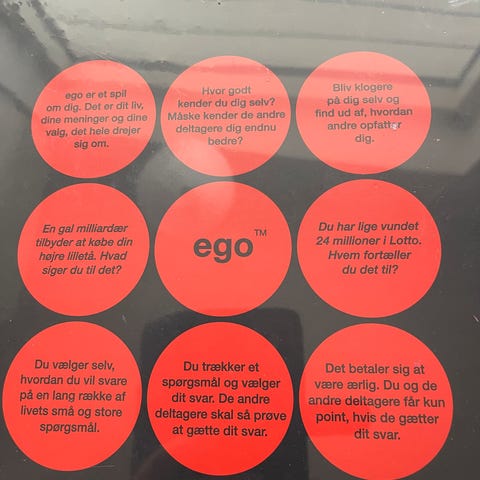 ego er et spil
om dig. Det er dit liv,
dine meninger og dine
valg, det hele drejer
sig om.
Hvor godt
kender du dig selv?
Måske kender de andre
deltagere dig endnu
bedre?
Bliv klogere
på dig selv og
find ud af, hvordan
andre opfatter
dig.
En gal milliardær
tilbyder at købe din
højre lilletå. Hvad
siger du til det?
ego™
Du har lige vundet
24 millioner i Lotto.
Hvem fortæller
du det til?
Du vælger selv,
hvordan du vil svare
på en lang række af
livets små og store
spørgsmål.
Du trækker et
spørgsmål og vælger
dit svar. De andre
deltagere skal så prøve
at gætte dit svar.
Det betaler sig at
være ærlig. Du og de
andre deltagere får kun
point, hvis de gætter
dit svar.